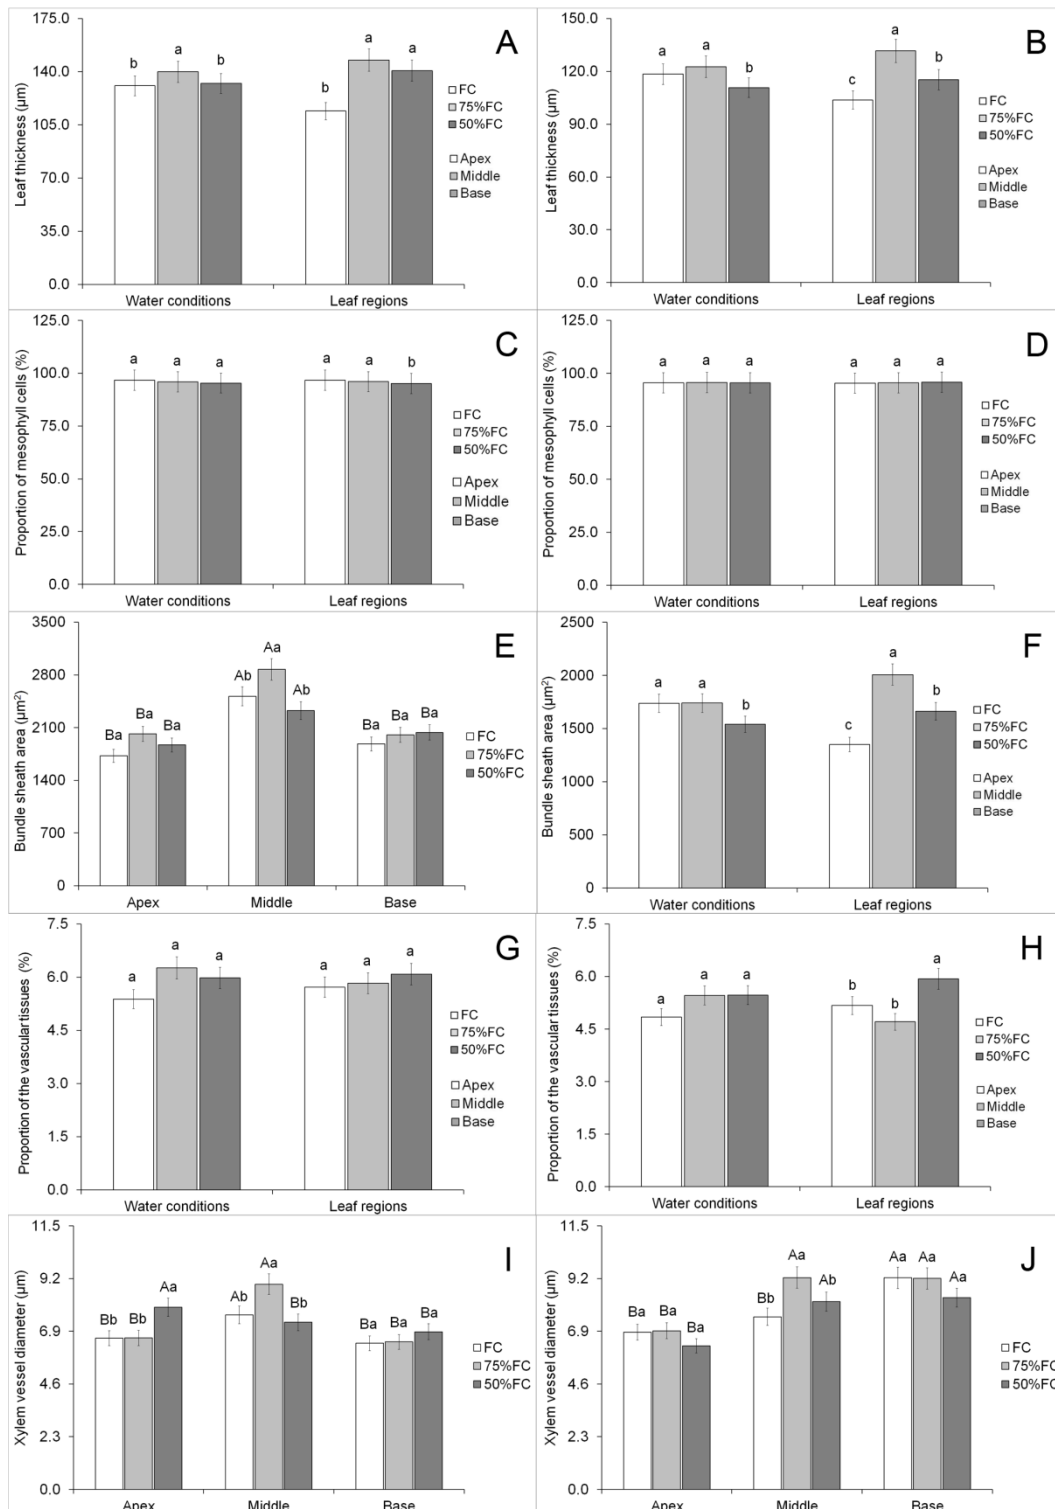 A
Leaf thickness (µm)
175.0
140.0
105.0
70.0
35.0
0.0
b a b
b a a
Water conditions Leaf regions
FC
75%FC
50%FC
Apex
Middle
Base
B
Leaf thickness (µm)
150.0
120.0
90.0
60.0
30.0
0.0
a a b
c a b
Water conditions Leaf regions
FC
75%FC
50%FC
Apex
Middle
Base
C
Proportion of mesophyll cells (%)
125.0
100.0
75.0
50.0
25.0
0.0
a a a
a a b
Water conditions Leaf regions
FC
75%FC
50%FC
Apex
Middle
Base
D
Proportion of mesophyll cells (%)
125.0
100.0
75.0
50.0
25.0
0.0
a a a
a a a
Water conditions Leaf regions
FC
75%FC
50%FC
Apex
Middle
Base
E
Bundle sheath area (µm²)
3500
2800
2100
1400
700
0
Ba Ba Ba
Ab Aa Ab
Ba Ba Ba
Apex Middle Base
FC
75%FC
50%FC
F
Bundle sheath area (µm²)
2500
2000
1500
1000
500
0
a a b
c a b
Water conditions Leaf regions
FC
75%FC
50%FC
Apex
Middle
Base
G
Proportion of the vascular tissues (%)
7.5
6.0
4.5
3.0
1.5
0.0
a a a
a a a
Water conditions Leaf regions
FC
75%FC
50%FC
Apex
Middle
Base
H
Proportion of the vascular tissues (%)
7.5
6.0
4.5
3.0
1.5
0.0
a a a
b b a
Water conditions Leaf regions
FC
75%FC
50%FC
Apex
Middle
Base
I
Xylem vessel diameter (µm)
11.5
9.2
6.9
4.6
2.3
0.0
Bb Bb Aa
Ab Aa Bb
Ba Ba Ba
Apex Middle Base
FC
75%FC
50%FC
J
Xylem vessel diameter (µm)
11.5
9.2
6.9
4.6
2.3
0.0
Ba Ba Ba
Bb Aa Ab
Aa Aa Aa
Apex Middle Base
FC
75%FC
50%FC